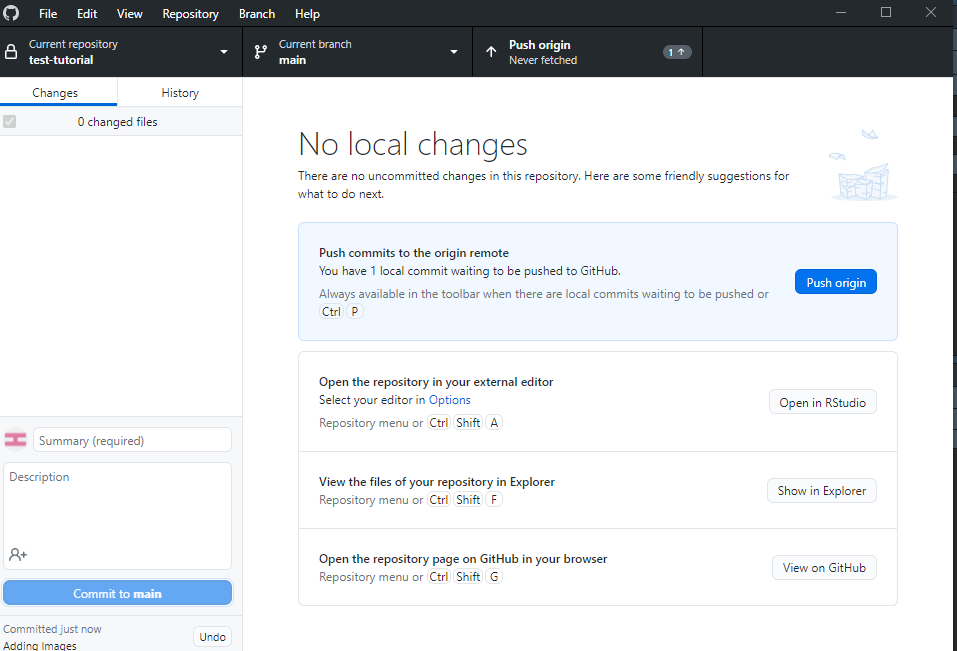 File Edit View Repository Branch Help
Current repository
test-tutorial
Current branch
main
Push origin
Never fetched
1
Changes
History
0 changed files
No local changes
There are no uncommitted changes in this repository. Here are some friendly suggestions for
what to do next.
Push commits to the origin remote
You have 1 local commit waiting to be pushed to GitHub.
Always available in the toolbar when there are local commits waiting to be pushed or
Ctrl P
Push origin
Open the repository in your external editor
Select your editor in Options
Repository menu or Ctrl Shift A
Open in RStudio
View the files of your repository in Explorer
Repository menu or Ctrl Shift F
Show in Explorer
Open the repository page on GitHub in your browser
Repository menu or Ctrl Shift G
View on GitHub
Summary (required)
Description
Commit to main
Committed just now
Adding Images
Undo